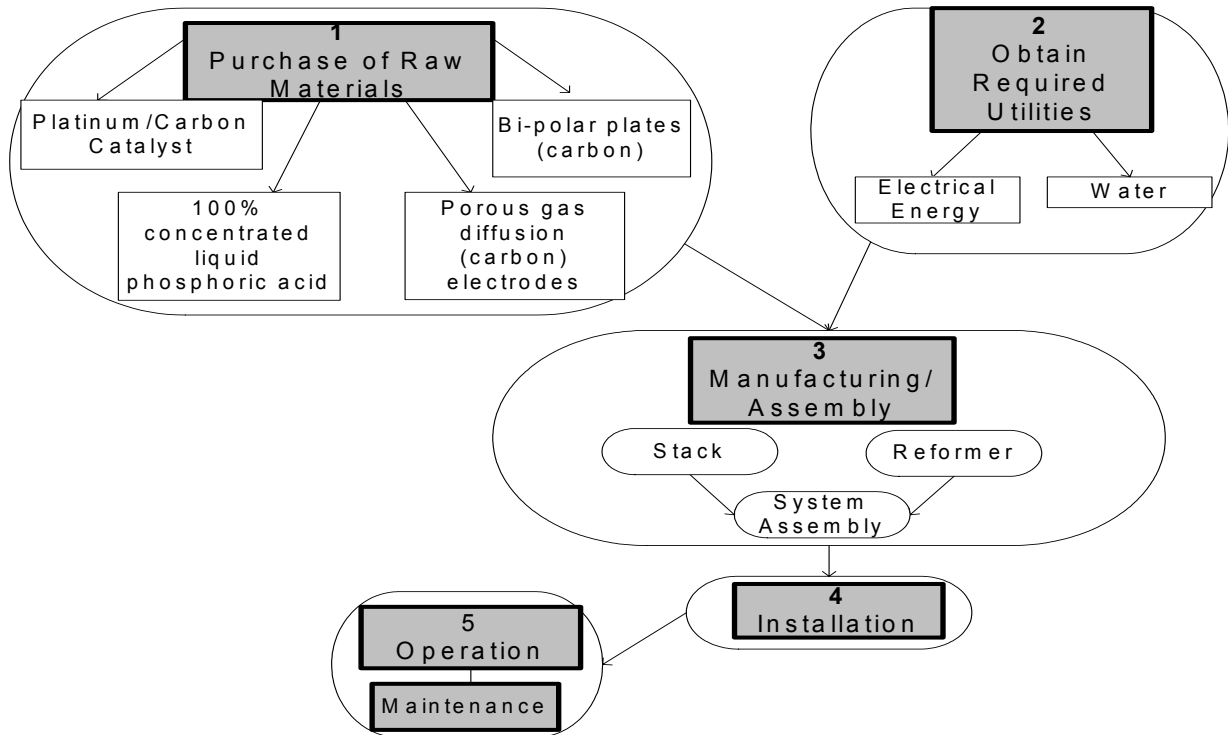 1
Purchase of Raw
Materials
Platinum/Carbon
Catalyst
Bi-polar plates
(carbon)
100%
concentrated
liquid
phosphoric acid
Porous gas
diffusion
(carbon)
electrodes
2
Obtain
Required
Utilities
Electrical
Energy
Water
3
Manufacturing/
Assembly
Stack
Reformer
System
Assembly
4
Installation
5
Operation
Maintenance